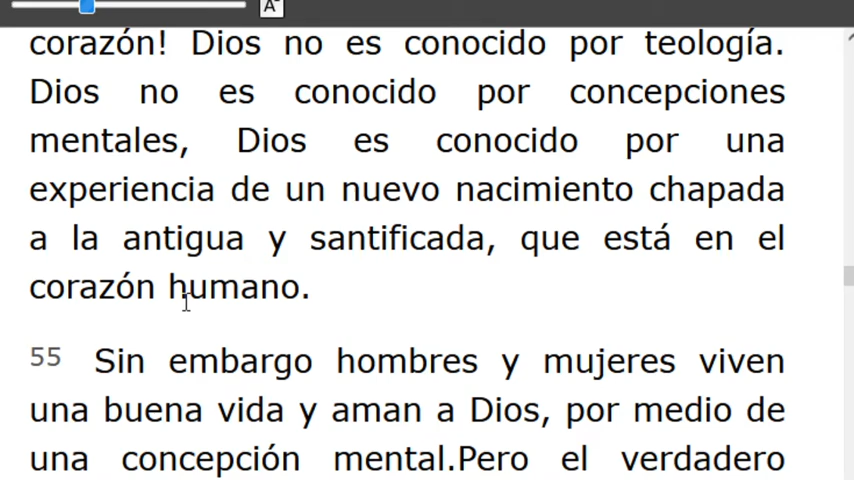 A
corazón! Dios no es conocido por teología.
Dios no es conocido por concepciones
mentales, Dios es conocido por una
experiencia de un nuevo nacimiento chapada
a la antigua y santificada, que está en el
corazón humano.
55 Sin embargo hombres y mujeres viven
una buena vida y aman a Dios, por medio de
una concepción mental.Pero el verdadero